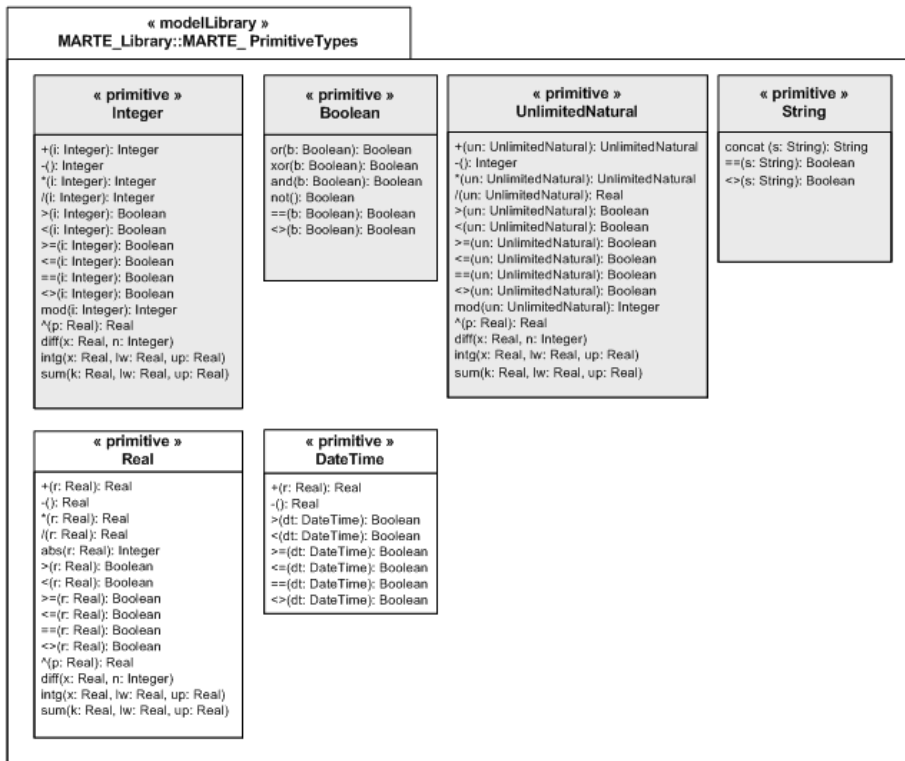 « modelLibrary »
MARTE_Library::MARTE_ PrimitiveTypes
« primitive »
Integer
+(i: Integer): Integer
-(): Integer
*(i: Integer): Integer
/(i: Integer): Integer
>(i: Integer): Boolean
<(i: Integer): Boolean
>=(i: Integer): Boolean
<=(i: Integer): Boolean
==(i: Integer): Boolean
<>(i: Integer): Boolean
mod(i: Integer): Integer
^(p: Real): Real
diff(x: Real, n: Integer)
intg(x: Real, lw: Real, up: Real)
sum(k: Real, lw: Real, up: Real)
« primitive »
Boolean
or(b: Boolean): Boolean
xor(b: Boolean): Boolean
and(b: Boolean): Boolean
not(): Boolean
==(b: Boolean): Boolean
<>(b: Boolean): Boolean
« primitive »
UnlimitedNatural
+(un: UnlimitedNatural): UnlimitedNatural
-(): Integer
*(un: UnlimitedNatural): UnlimitedNatural
/(un: UnlimitedNatural): Real
>(un: UnlimitedNatural): Boolean
<(un: UnlimitedNatural): Boolean
>=(un: UnlimitedNatural): Boolean
<=(un: UnlimitedNatural): Boolean
==(un: UnlimitedNatural): Boolean
<>(un: UnlimitedNatural): Boolean
mod(un: UnlimitedNatural): Integer
^(p: Real): Real
diff(x: Real, n: Integer)
intg(x: Real, lw: Real, up: Real)
sum(k: Real, lw: Real, up: Real)
« primitive »
String
concat (s: String): String
==(s: String): Boolean
<>(s: String): Boolean
« primitive »
Real
+(r: Real): Real
-(): Real
*(r: Real): Real
/(r: Real): Real
abs(r: Real): Integer
>(r: Real): Boolean
<(r: Real): Boolean
>=(r: Real): Boolean
<=(r: Real): Boolean
==(r: Real): Boolean
<>(r: Real): Boolean
^(p: Real): Real
diff(x: Real, n: Integer)
intg(x: Real, lw: Real, up: Real)
sum(k: Real, lw: Real, up: Real)
« primitive »
DateTime
+(r: Real): Real
-(): Real
>(dt: DateTime): Boolean
<(dt: DateTime): Boolean
>=(dt: DateTime): Boolean
<=(dt: DateTime): Boolean
==(dt: DateTime): Boolean
<>(dt: DateTime): Boolean